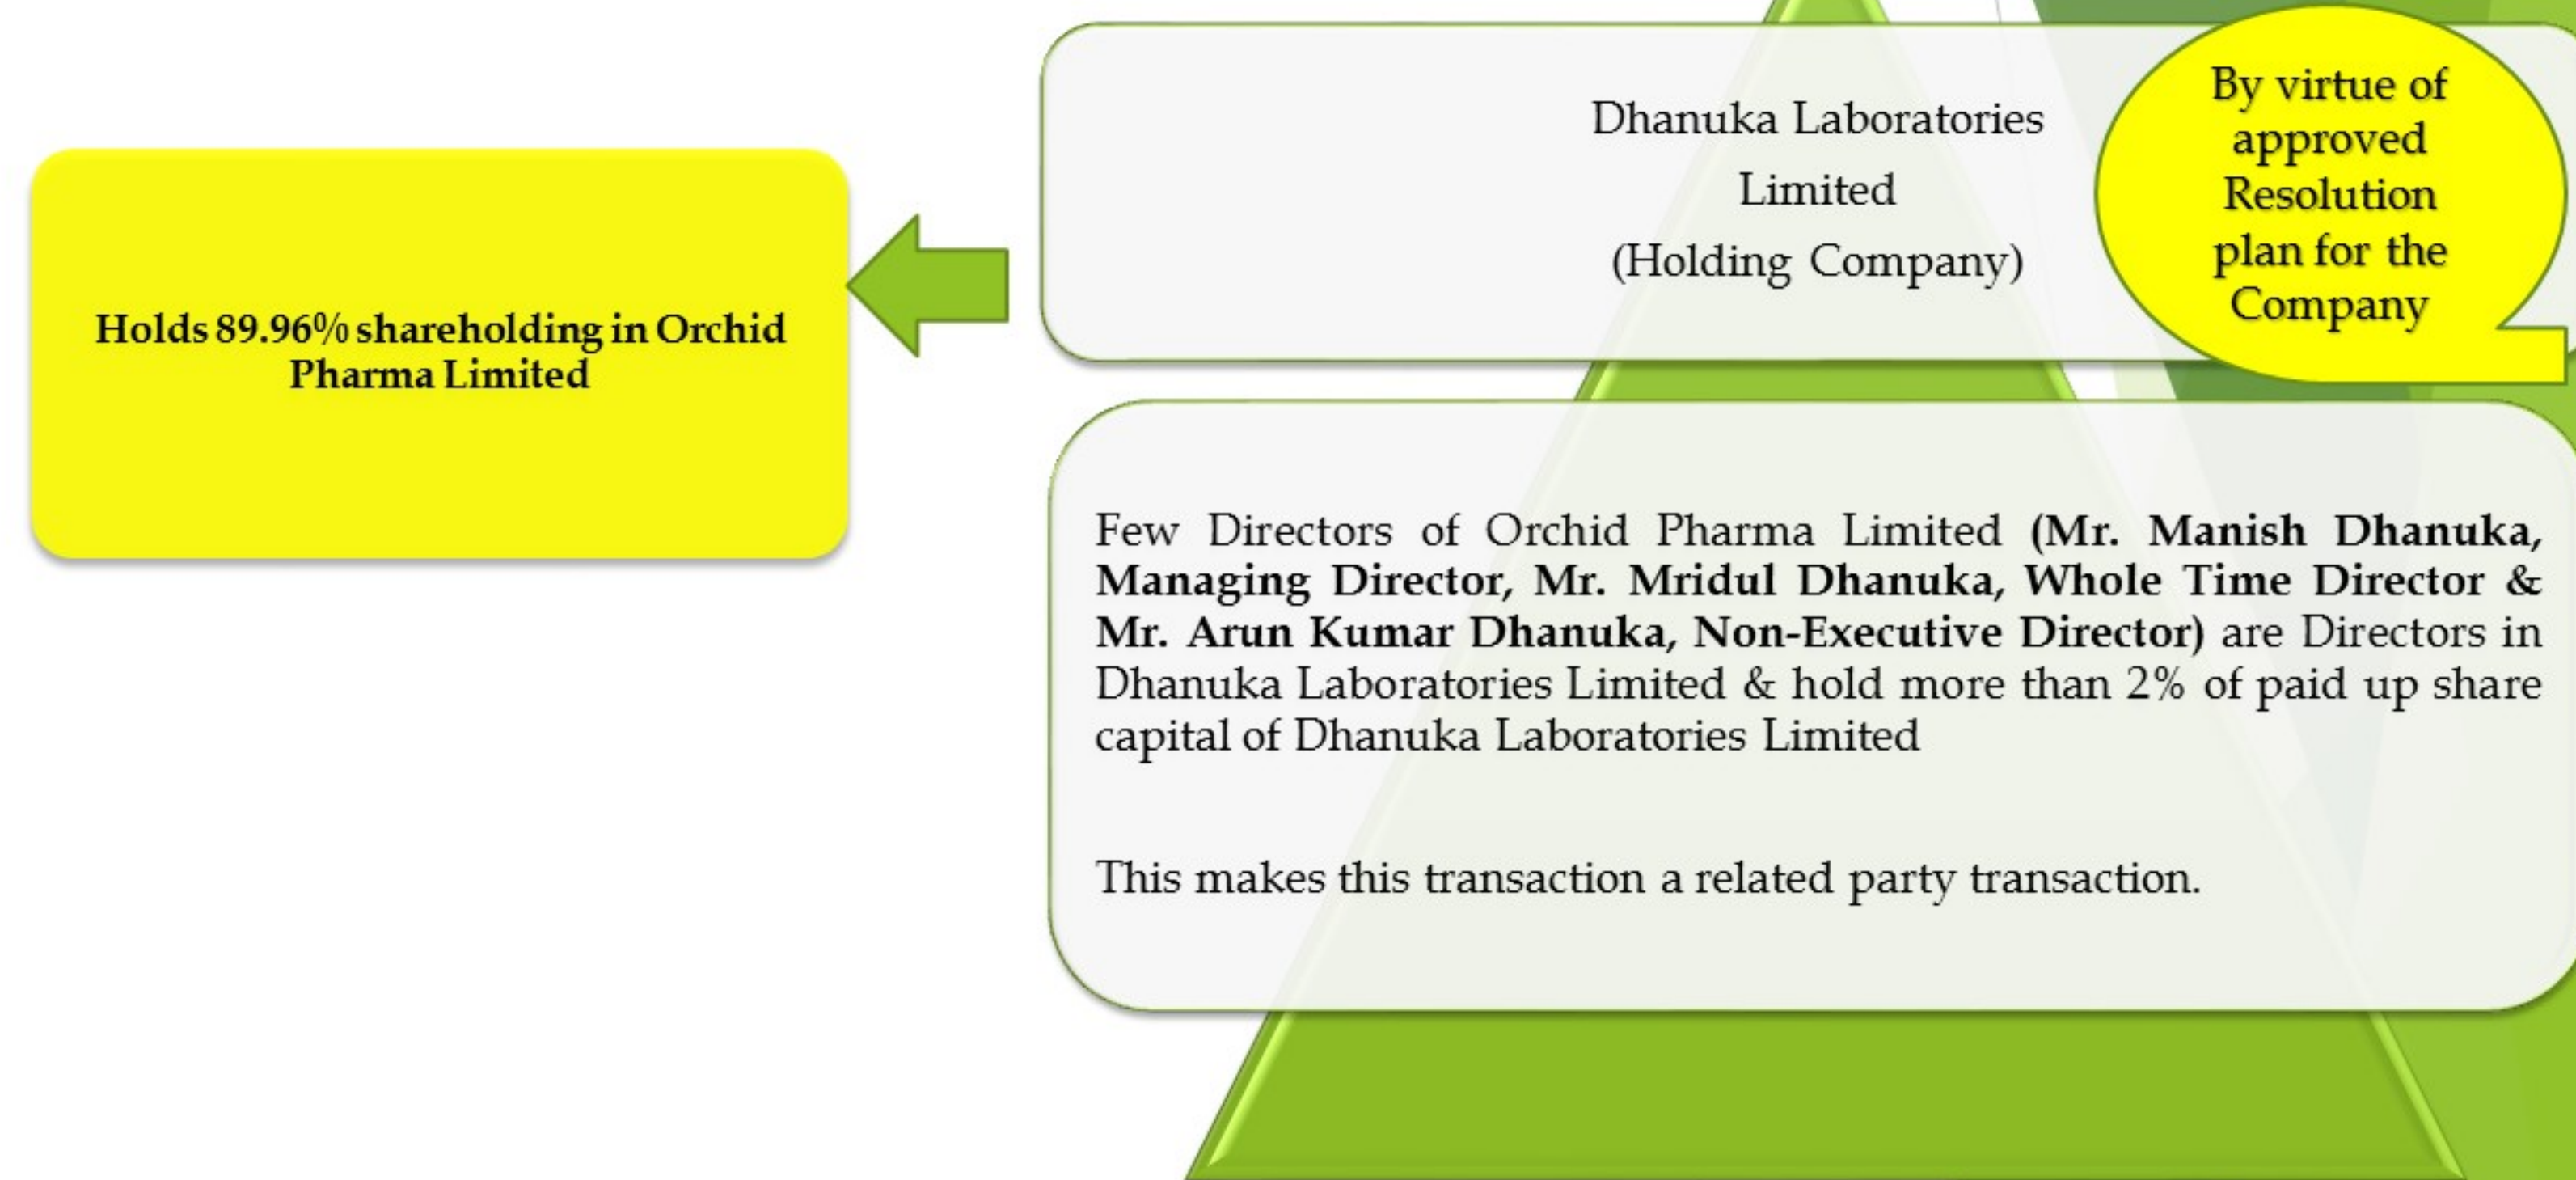 Holds 89.96% shareholding in Orchid
Pharma Limited
Dhanuka Laboratories
Limited
(Holding Company)
By virtue of
approved
Resolution
plan for the
Company
Few Directors of Orchid Pharma Limited (Mr. Manish Dhanuka,
Managing Director, Mr. Mridul Dhanuka, Whole Time Director &
Mr. Arun Kumar Dhanuka, Non-Executive Director) are Directors in
Dhanuka Laboratories Limited & hold more than 2% of paid up share
capital of Dhanuka Laboratories Limited
This makes this transaction a related party transaction.